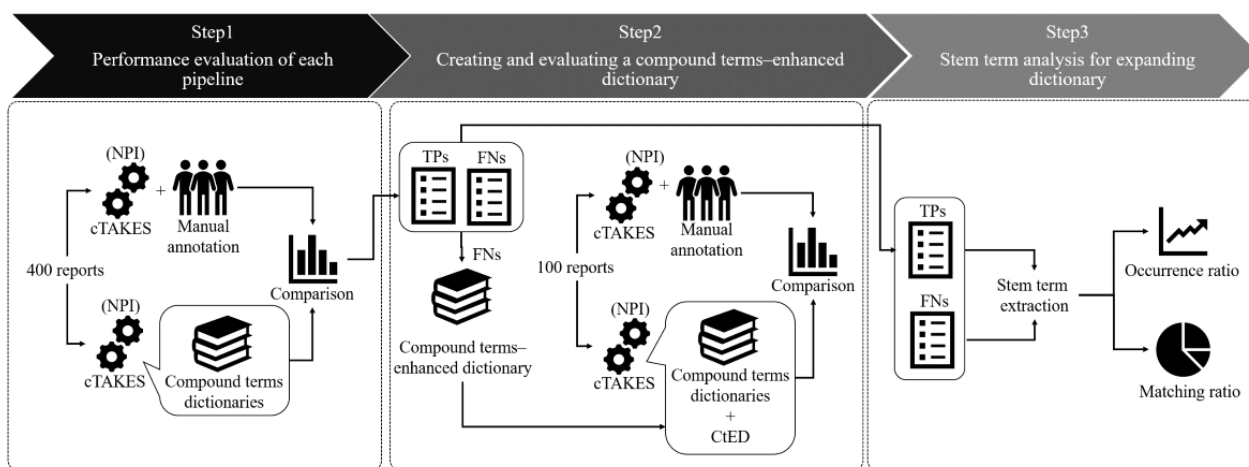 Step1
Performance evaluation of each
pipeline
Step2
Creating and evaluating a compound terms–enhanced
dictionary
Step3
Stem term analysis for expanding
dictionary
(NPI)
+
cTAKES
Manual
annotation
400 reports
Comparison
(NPI)
cTAKES
Compound terms
dictionaries
TPs
FNs
FNs
Compound terms–
enhanced dictionary
(NPI)
+
cTAKES
Manual
annotation
100 reports
Comparison
(NPI)
cTAKES
Compound terms
dictionaries
+
CtED
TPs
FNs
Stem term
extraction
Occurrence ratio
Matching ratio